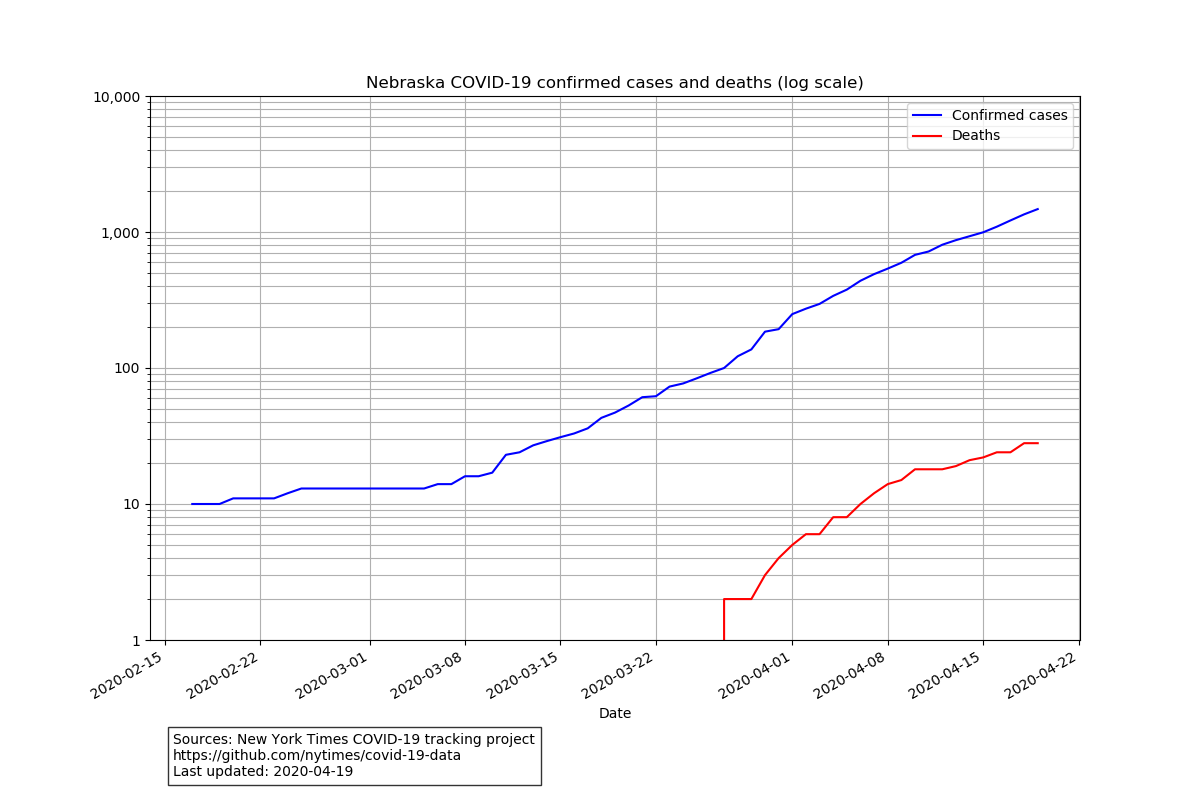 Nebraska COVID-19 confirmed cases and deaths (log scale)
10,000
1,000
100
10
1
Confirmed cases
Deaths
2020-02-15
2020-02-22
2020-03-01
2020-03-08
2020-03-15
2020-03-22
2020-04-01
2020-04-08
2020-04-15
2020-04-22
Date
Sources: New York Times COVID-19 tracking project
https://github.com/nytimes/covid-19-data
Last updated: 2020-04-19